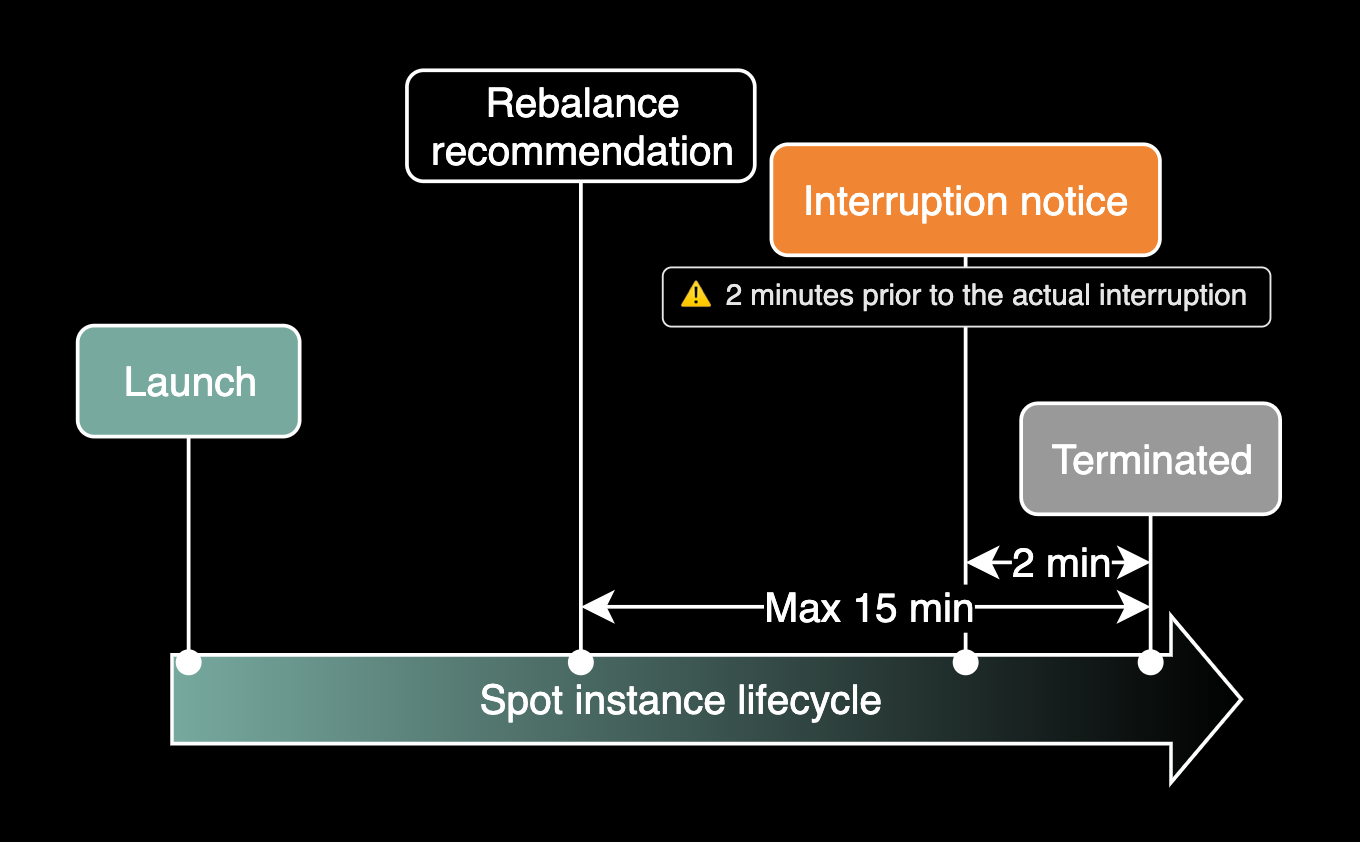 Rebalance
recommendation
Interruption notice
⚠️ 2 minutes prior to the actual interruption
Launch
Terminated
2 min
Max 15 min
Spot instance lifecycle